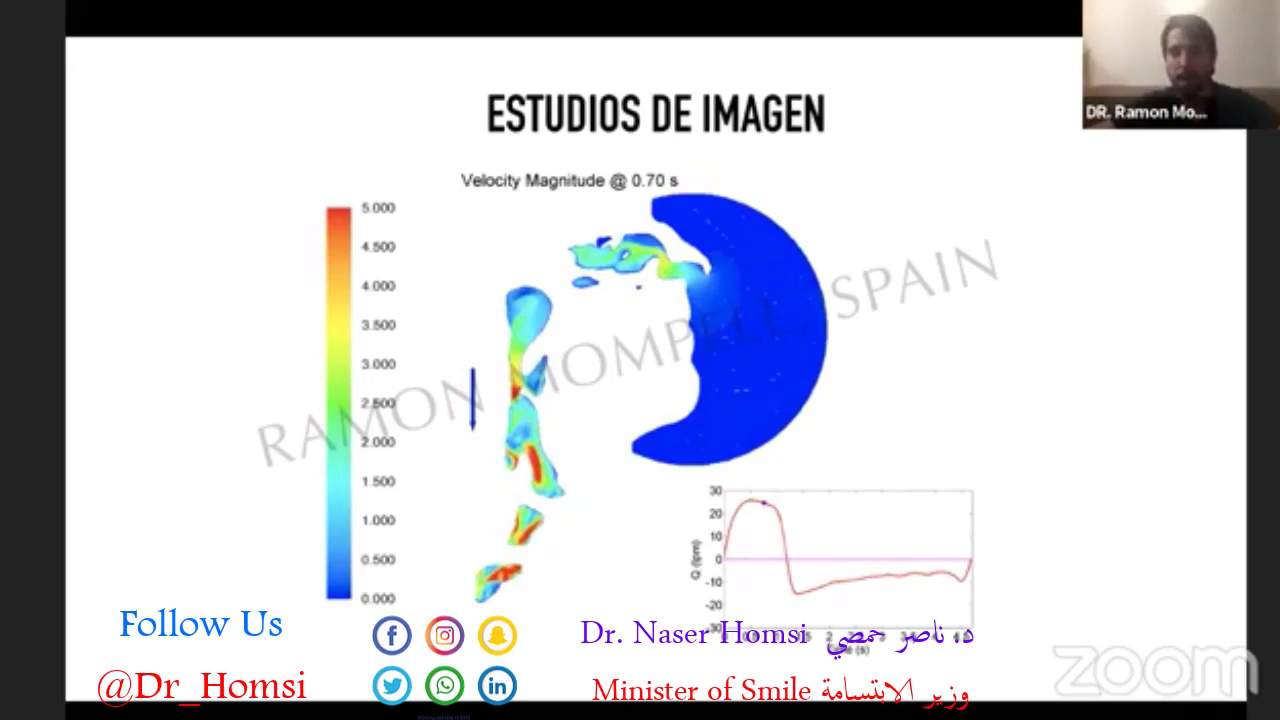 ESTUDIOS DE IMAGEN
DR. Ramon Mo...
Velocity Magnitude @ 0.70 s
5.000
4.500
4.000
3.500
3.000
2.500
2.000
1.500
1.000
0.500
0.000
RAMON MOMPELL, SPAIN
30
20
10
0
-10
-20
-30
Q (lpm)
Follow Us
@Dr_Homsi
Dr. Naser Homsi د. ناصر حمصي
Minister of Smile وزير الابتسامة
zoom